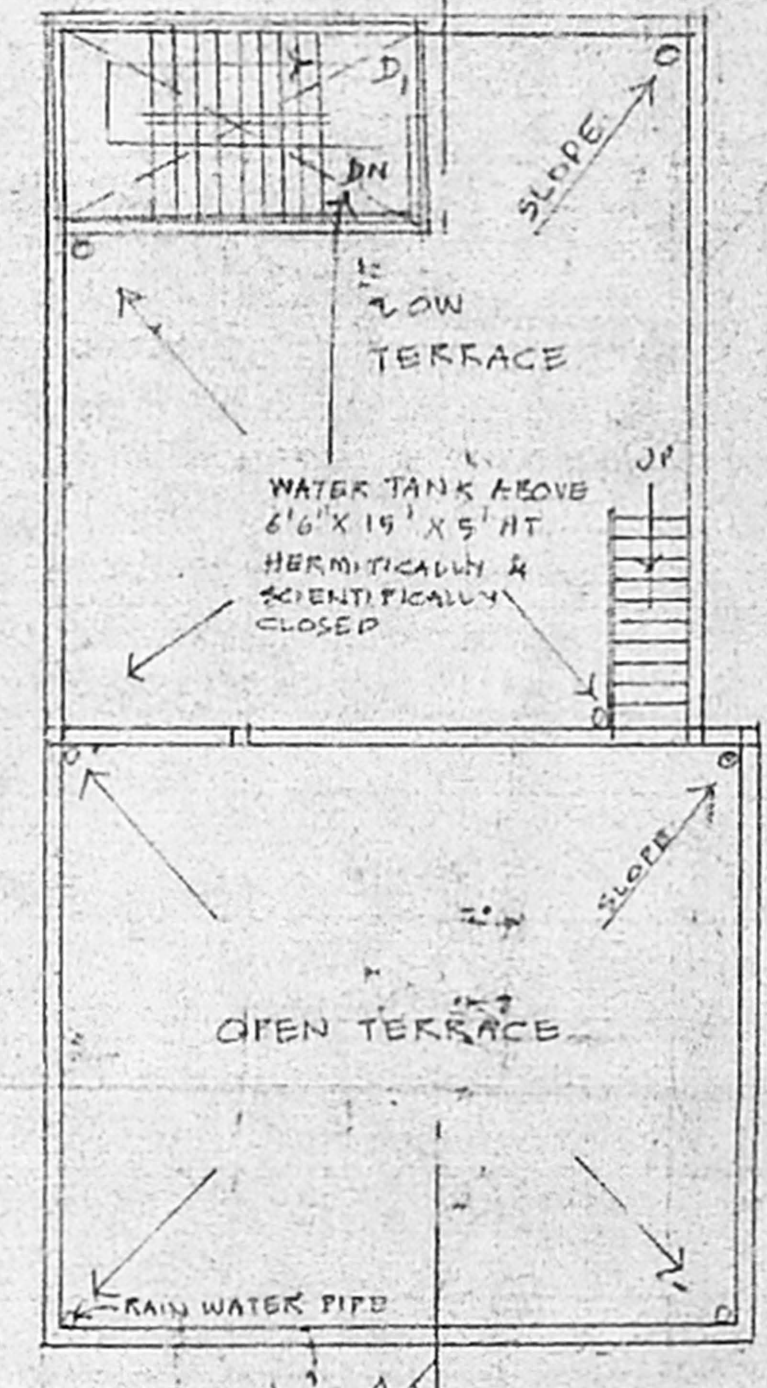 D1
SLOPE
DN
LOW
TERRACE
UP
WATER TANK ABOVE
6'6" X 15' X 5' HT
HERMITICALLY &
SCIENTIFICALLY
CLOSED
SLOPE
OPEN TERRACE
RAIN WATER PIPE